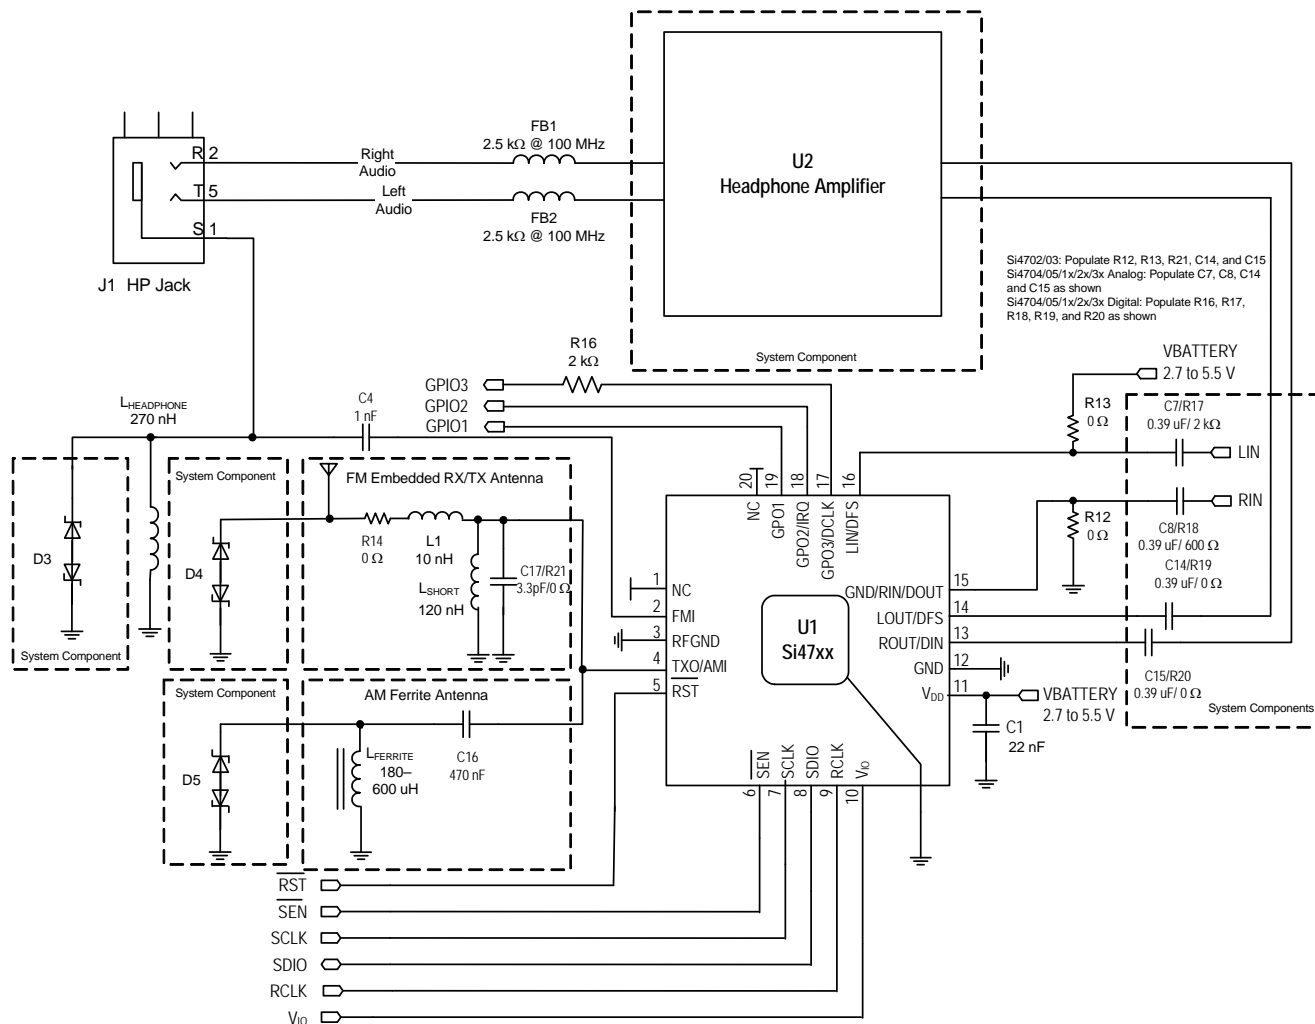 FB1
2.5 kΩ @ 100 MHz
U2
Headphone Amplifier
R 2
Right
Audio
T 5
Left
Audio
FB2
2.5 kΩ @ 100 MHz
S 1
J1 HP Jack
Si4702/03: Populate R12, R13, R21, C14, and C15
Si4704/05/1x/2x/3x Analog: Populate C7, C8, C14
and C15 as shown
Si4704/05/1x/2x/3x Digital: Populate R16, R17,
R18, R19, and R20 as shown
System Component
R16
2 kΩ
VBATTERY
2.7 to 5.5 V
GPIO3
GPIO2
GPIO1
LHEADPHONE
270 nH
C4
1 nF
R13
0 Ω
C7/R17
0.39 uF/ 2 kΩ
LIN
System Component
FM Embedded RX/TX Antenna
20
19
18
17
16
NC
GPO1
GPO2/IRQ
GPO3/DCLK
LIN/DFS
RIN
R12
0 Ω
C8/R18
0.39 uF/ 600 Ω
C14/R19
0.39 uF/ 0 Ω
R14
0 Ω
L1
10 nH
D3
D4
LSHORT
120 nH
C17/R21
3.3pF/0 Ω
System Component
1
NC
2
FMI
3
RFGND
4
TXO/AMI
5
RST
U1
Si47xx
15
GND/RIN/DOUT
14
LOUT/DFS
13
ROUT/DIN
12
GND
11
VDD
C15/R20
0.39 uF/ 0 Ω
VBATTERY
2.7 to 5.5 V
System Components
C1
22 nF
System Component
AM Ferrite Antenna
D5
LFERRITE
180–
600 uH
C16
470 nF
SEN
SCLK
SDIO
RCLK
VIO
6
7
8
9
10
RST
SEN
SCLK
SDIO
RCLK
VIO